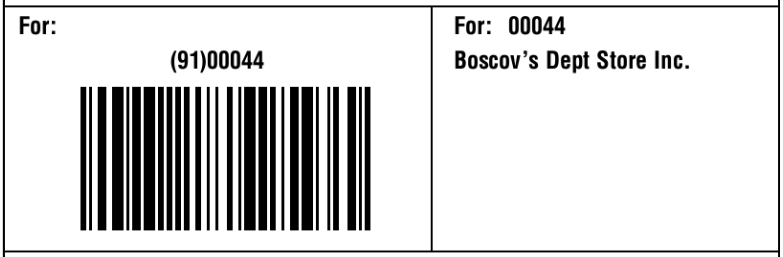 For:
(91)00044
For: 00044
Boscov's Dept Store Inc.